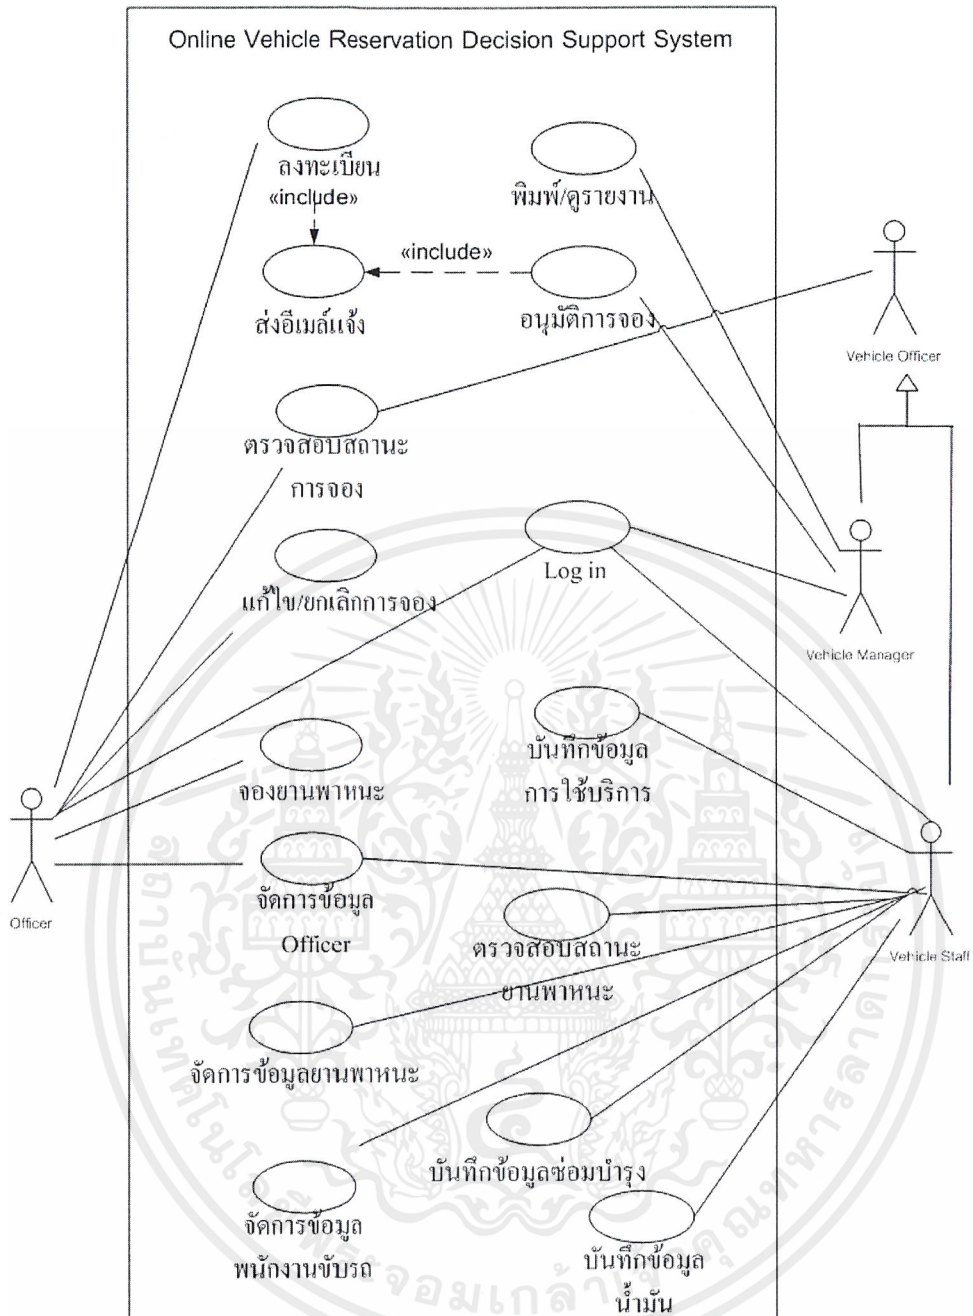 Online Vehicle Reservation Decision Support System
ลงทะเบียน
«include»
พิมพ์/ดูรายงาน
«include»
ส่งอีเมล์แจ้ง
อนุมัติการจอง
Vehicle Officer
ตรวจสอบสถานะ
การจอง
Log in
แก้ไข/ยกเลิกการจอง
Vehicle Manager
บันทึกข้อมูล
การใช้บริการ
จองยานพาหนะ
Officer
จัดการข้อมูล
Officer
ตรวจสอบสถานะ
ยานพาหนะ
Vehicle Staff
จัดการข้อมูลยานพาหนะ
บันทึกข้อมูลซ่อมบำรุง
จัดการข้อมูล
พนักงานขับรถ
บันทึกข้อมูล
น้ำมัน